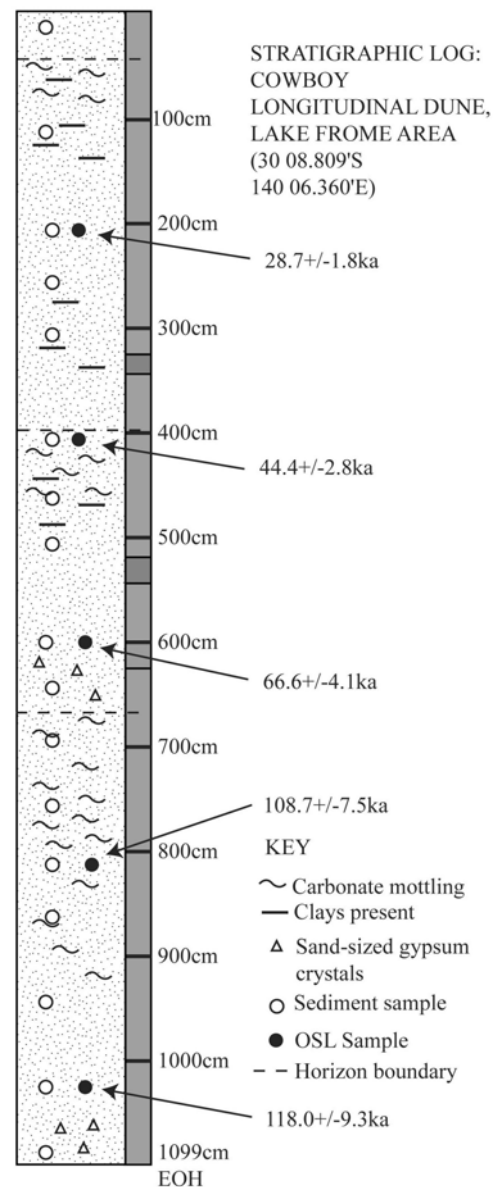 STRATIGRAPHIC LOG:
COWBOY
LONGITUDINAL DUNE,
LAKE FROME AREA
(30 08.809'S
140 06.360'E)
100cm
200cm
28.7+/-1.8ka
300cm
400cm
44.4+/-2.8ka
500cm
600cm
66.6+/-4.1ka
700cm
108.7+/-7.5ka
800cm
KEY
Carbonate mottling
Clays present
Sand-sized gypsum
crystals
Sediment sample
OSL Sample
Horizon boundary
900cm
1000cm
118.0+/-9.3ka
1099cm
EOH